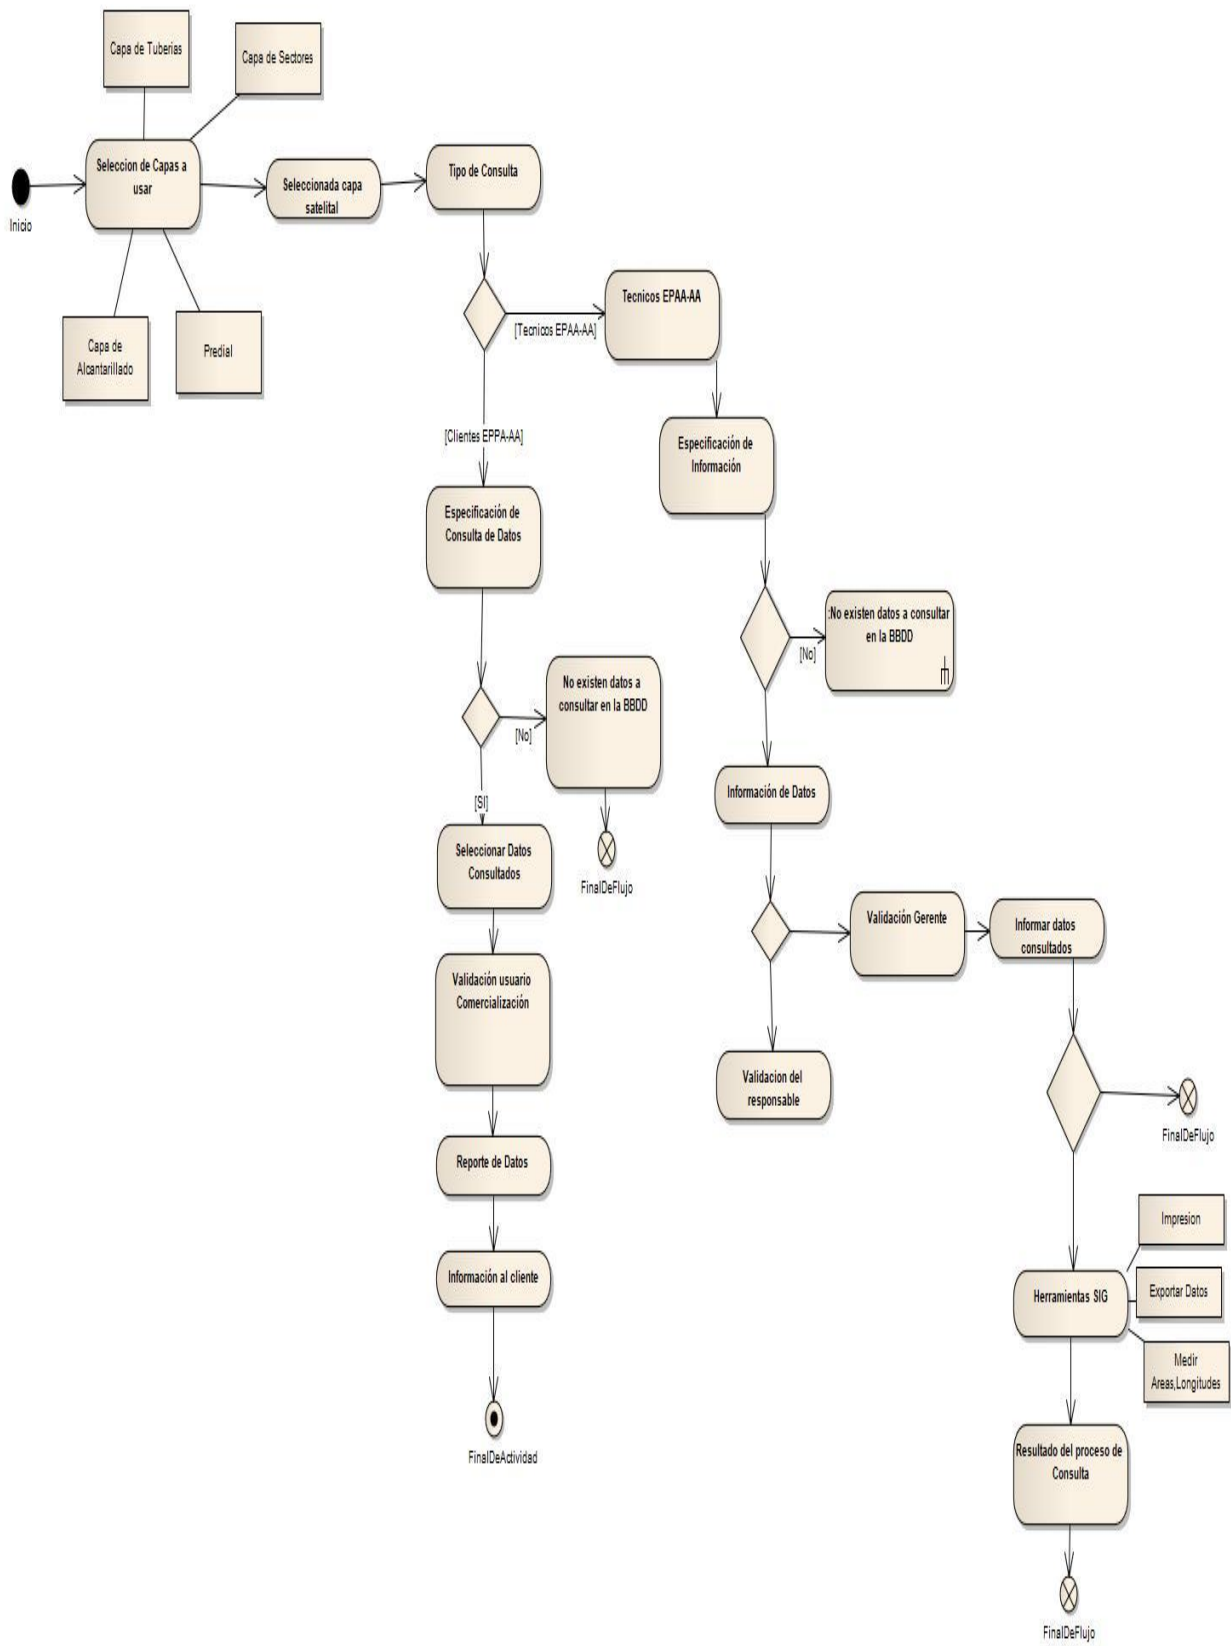 Capa de Tuberias
Capa de Sectores
Seleccion de Capas a
usar
Inicio
Seleccionada capa
satelital
Tipo de Consulta
Capa de
Alcantarillado
Predial
Tecnicos EPAA-AA
[Tecnicos EPAA-AA]
[Clientes EPPA-AA]
Especificación de
Información
Especificación de
Consulta de Datos
:No existen datos a consultar
en la BBDD
[No]
No existen datos a
consultar en la BBDD
[No]
[SI]
Información de Datos
Seleccionar Datos
Consultados
FinalDeFlujo
Validación Gerente
Informar datos
consultados
Validación usuario
Comercialización
Validacion del
responsable
FinalDeFlujo
Reporte de Datos
Impresion
Información al cliente
Herramientas SIG
Exportar Datos
Medir
Areas,Longitudes
FinalDeActividad
Resultado del proceso de
Consulta
FinalDeFlujo